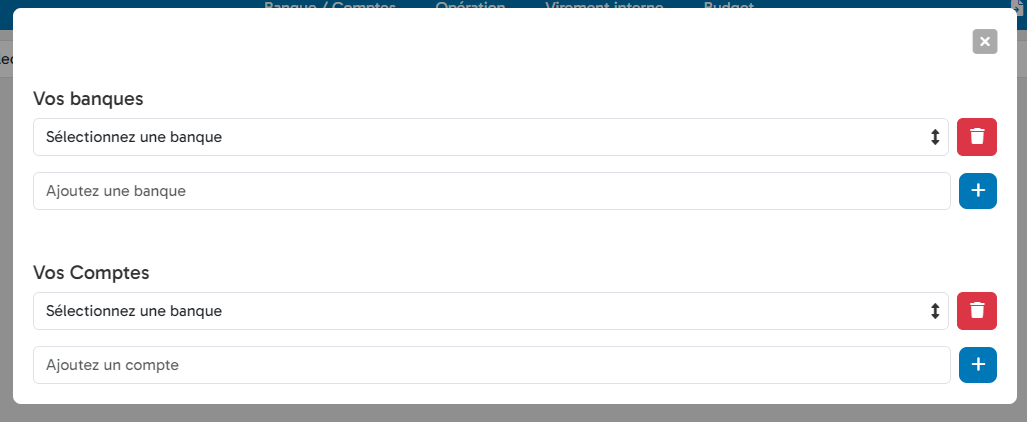 Banque / Comptes Opération Virement interne Budget
Vos banques
Sélectionnez une banque
Ajoutez une banque
Vos Comptes
Sélectionnez une banque
Ajoutez un compte